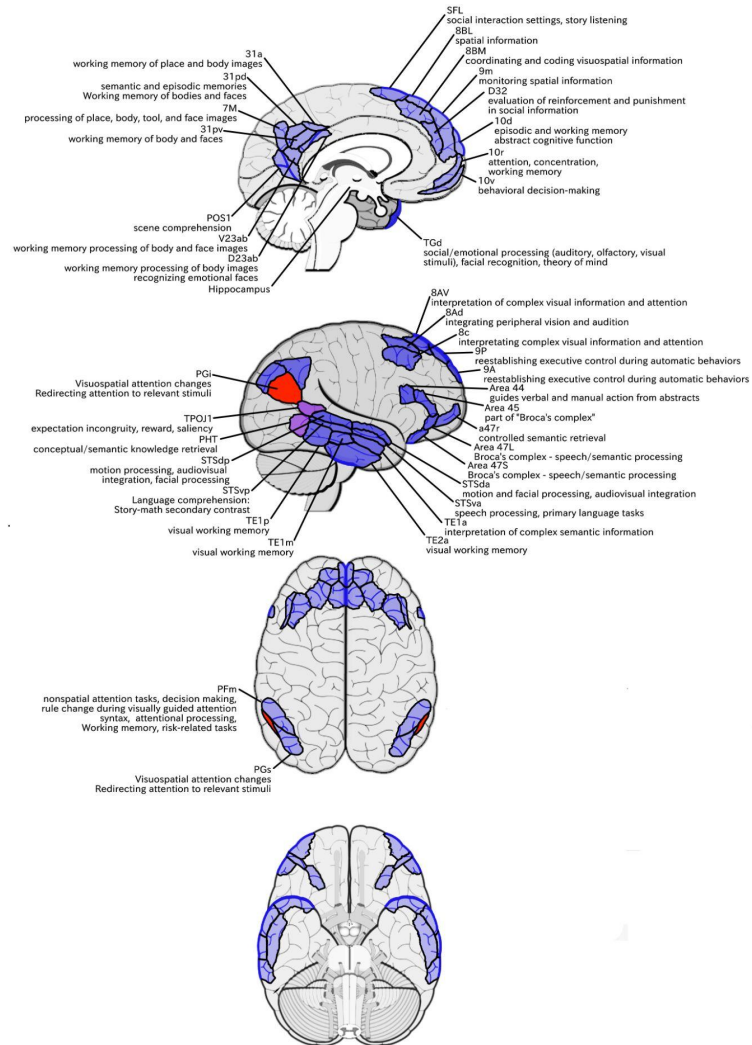 SFL
social interaction settings, story listening
8BL
spatial information
8BM
coordinating and coding visuospatial information
9m
monitoring spatial information
D32
evaluation of reinforcement and punishment
in social information
10d
episodic and working memory
abstract cognitive function
10r
attention, concentration,
working memory
10v
behavioral decision-making
31a
working memory of place and body images
31pd
semantic and episodic memories
Working memory of bodies and faces
7M
processing of place, body, tool, and face images
31pv
working memory of body and faces
POS1
scene comprehension
V23ab
working memory processing of body and face images
D23ab
working memory processing of body images
recognizing emotional faces
Hippocampus
TGd
social/emotional processing (auditory, olfactory, visual
stimuli), facial recognition, theory of mind
8AV
interpretation of complex visual information and attention
8Ad
integrating peripheral vision and audition
8c
interpretating complex visual information and attention
9P
reestablishing executive control during automatic behaviors
9A
reestablishing executive control during automatic behaviors
Area 44
guides verbal and manual action from abstracts
Area 45
part of "Broca's complex"
a47r
controlled semantic retrieval
Area 47L
Broca's complex - speech/semantic processing
Area 47S
Broca's complex - speech/semantic processing
STSda
motion and facial processing, audiovisual integration
STSva
speech processing, primary language tasks
TE1a
interpretation of complex semantic information
TE2a
visual working memory
PGi
Visuospatial attention changes
Redirecting attention to relevant stimuli
TPOJ1
expectation incongruity, reward, saliency
PHT
conceptual/semantic knowledge retrieval
STSdp
motion processing, audiovisual
integration, facial processing
STSvp
Language comprehension:
Story-math secondary contrast
TE1p
visual working memory
TE1m
visual working memory
PFm
nonspatial attention tasks, decision making,
rule change during visually guided attention
syntax, attentional processing,
Working memory, risk-related tasks
PGs
Visuospatial attention changes
Redirecting attention to relevant stimuli